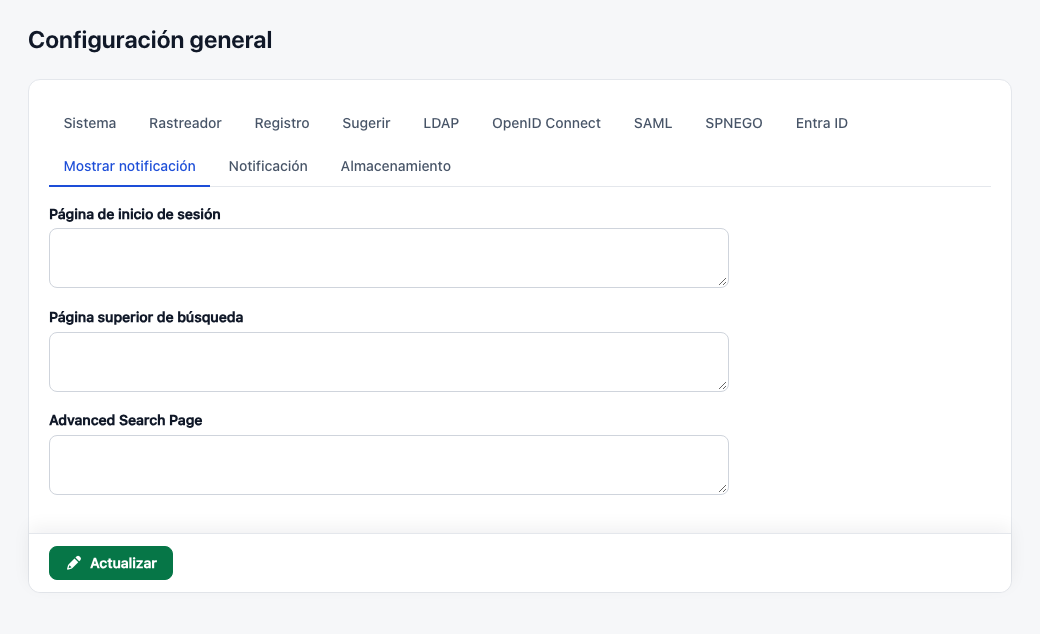 Configuración general
Sistema Rastreador Registro Sugerir LDAP OpenID Connect SAML SPNEGO Entra ID
Mostrar notificación Notificación Almacenamiento
Página de inicio de sesión
Página superior de búsqueda
Advanced Search Page
Actualizar